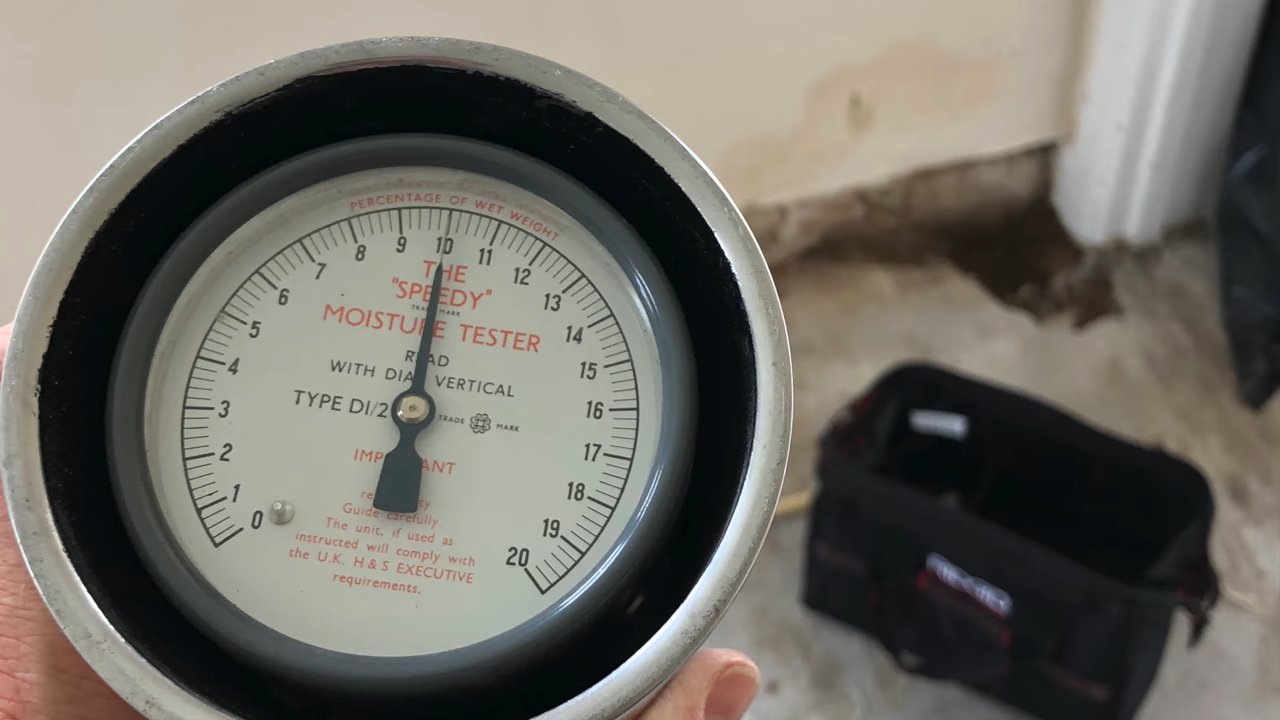 PERCENTAGE OF WET WEIGHT
0 1 2 3 4 5 6 7 8 9 10 11 12 13 14 15 16 17 18 19 20
THE
"SPEEDY"
TRADE MARK
MOISTURE TESTER
READ
WITH DIAL VERTICAL
TYPE D1/2
TRADE MARK
IMPORTANT
Guide carefully.
The unit, if used as
instructed will comply with
the U.K. H & S EXECUTIVE
requirements.
RIDGID